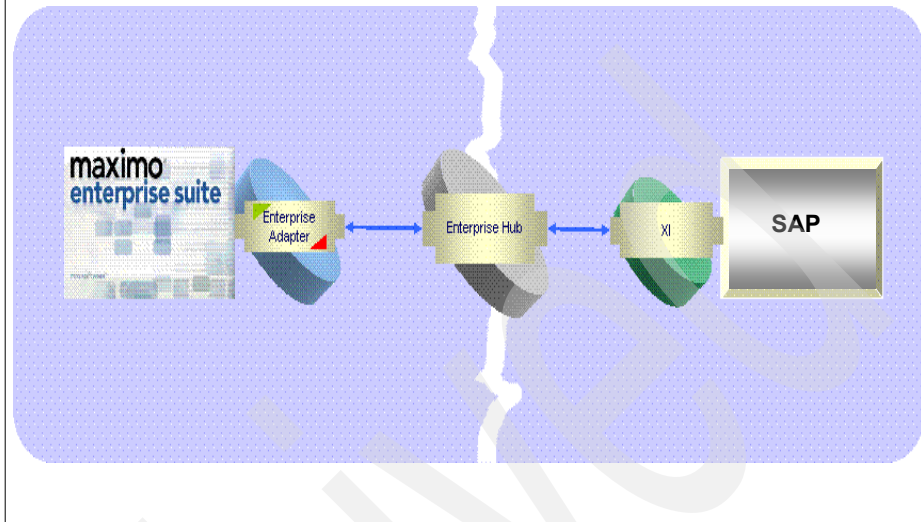 maximo
enterprise suite
Enterprise
Adapter
Enterprise Hub
XI
SAP